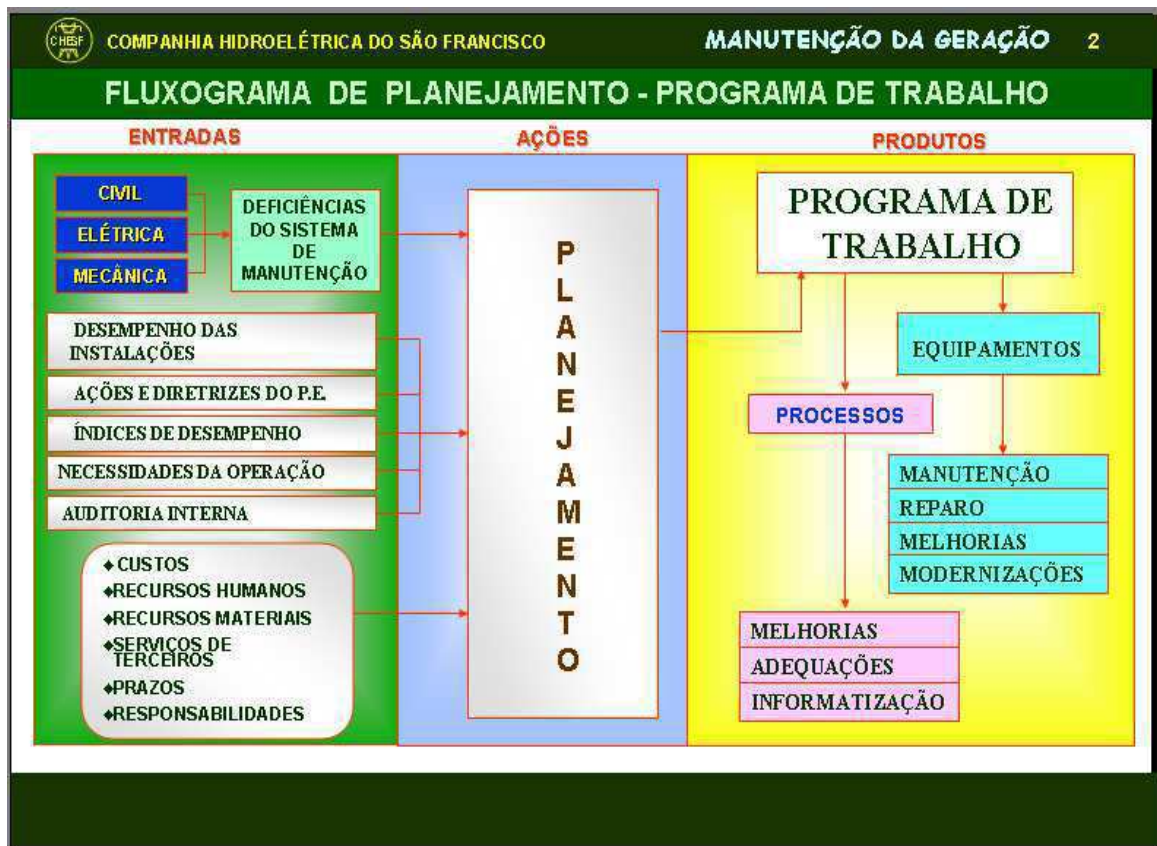 CHESF
COMPANHIA HIDROELÉTRICA DO SÃO FRANCISCO
MANUTENÇÃO DA GERAÇÃO 2
FLUXOGRAMA DE PLANEJAMENTO - PROGRAMA DE TRABALHO
ENTRADAS
AÇÕES
PRODUTOS
CIVIL
ELÉTRICA
MECÂNICA
DEFICIÊNCIAS
DO SISTEMA
DE
MANUTENÇÃO
DESEMPENHO DAS
INSTALAÇÕES
AÇÕES E DIRETRIZES DO P.E.
ÍNDICES DE DESEMPENHO
NECESSIDADES DA OPERAÇÃO
AUDITORIA INTERNA
CUSTOS
RECURSOS HUMANOS
RECURSOS MATERIAIS
SERVIÇOS DE
TERCEIROS
PRAZOS
RESPONSABILIDADES
PLANEJAMENTO
PROGRAMA DE
TRABALHO
EQUIPAMENTOS
PROCESSOS
MANUTENÇÃO
REPARO
MELHORIAS
MODERNIZAÇÕES
MELHORIAS
ADEQUAÇÕES
INFORMATIZAÇÃO